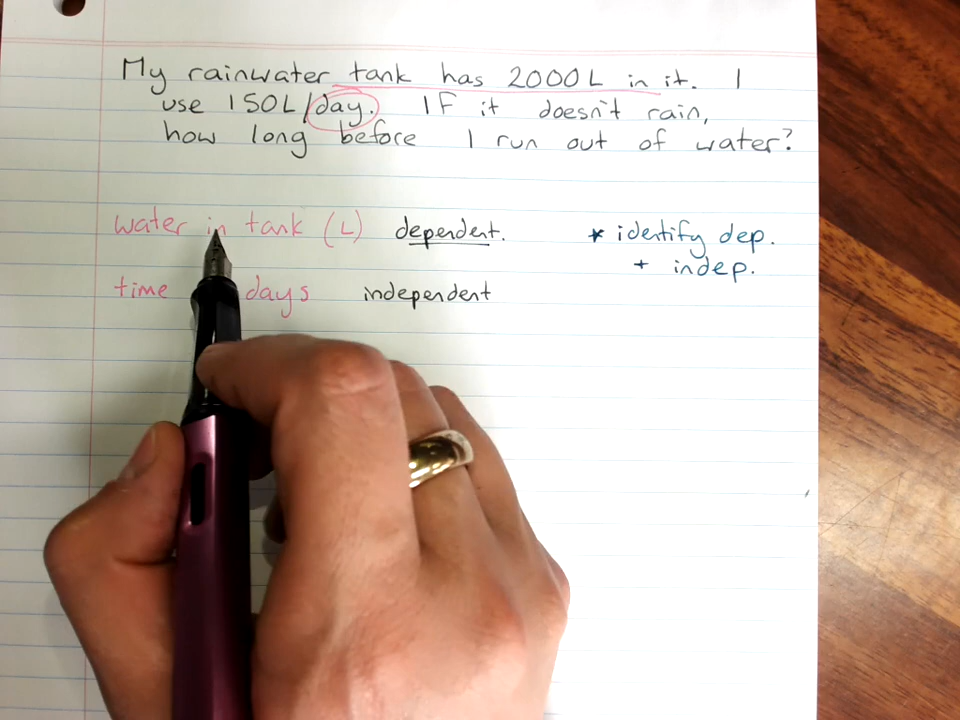 My rainwater tank has 2000L in it. I
use 150L/day. IF it doesn't rain,
how long before I run out of water?
water in tank (L) dependent.
* identify dep.
+ indep.
time days independent